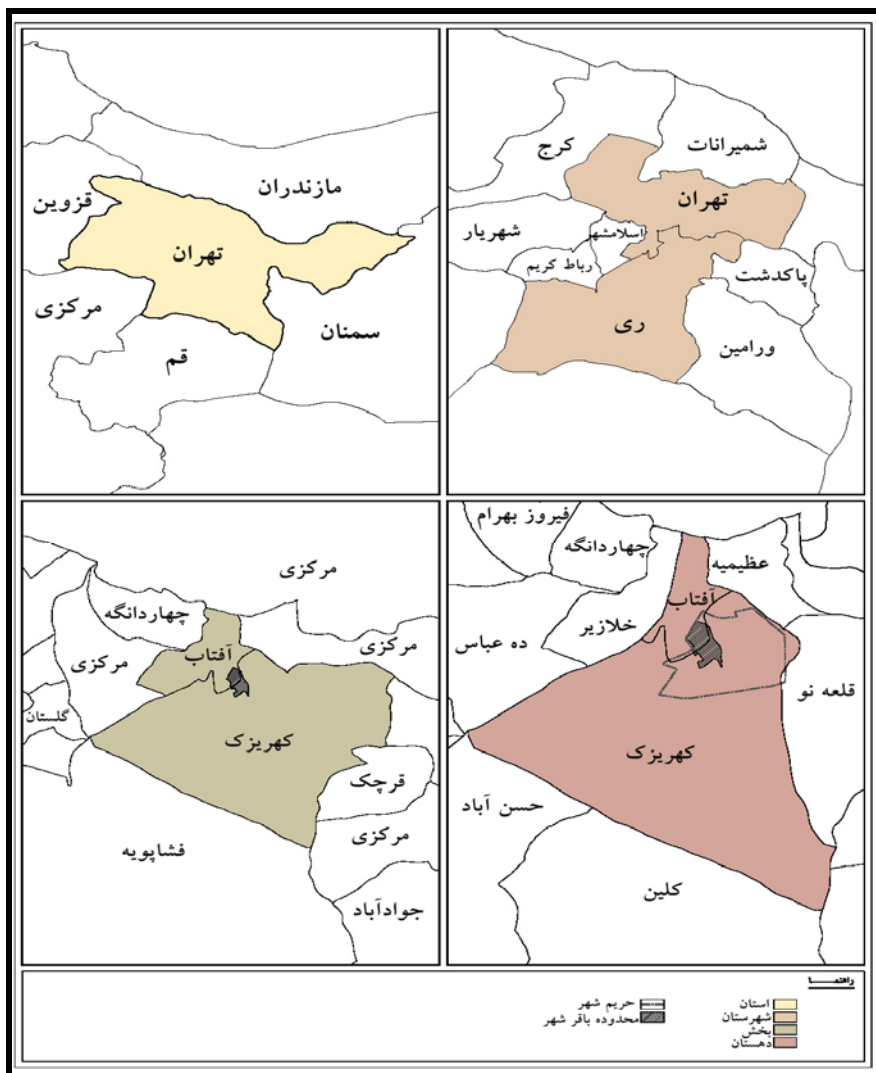 مازندران
قزوین
تهران
مرکزی
سمنان
قم
شمیرانات
کرج
تهران
شهریار
اسلامشهر
رباط کریم
پاکدشت
ری
ورامین
مرکزی
چهاردانگه
مرکزی
آفتاب
مرکزی
گلستان
کهریزک
قرچک
مرکزی
فشاپویه
جوادآباد
فیروز بهرام
چهاردانگه
عظیمیه
آفتاب
خلازیر
ده عباس
قلعه نو
کهریزک
حسن آباد
کلین
راهنمــا
استان
شهرستان
بخش
دهستان
حریم شهر
محدوده باقر شهر